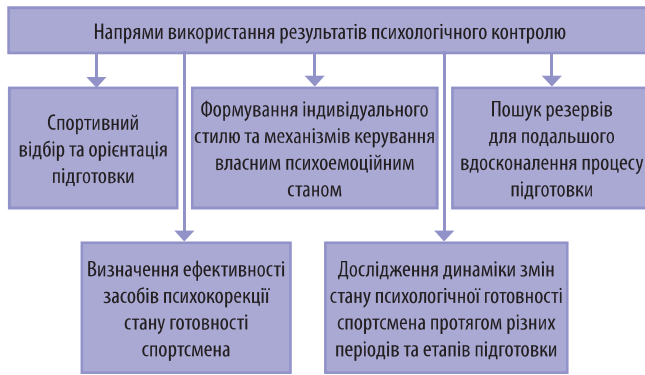 Напрями використання результатів психологічного контролю
Спортивний
відбір та орієнтація
підготовки
Формування індивідуального
стилю та механізмів керування
власним психоемоційним
станом
Пошук резервів
для подальшого
вдосконалення процесу
підготовки
Визначення ефективності
засобів психокорекції
стану готовності
спортсмена
Дослідження динаміки змін
стану психологічної готовності
спортсмена протягом різних
періодів та етапів підготовки